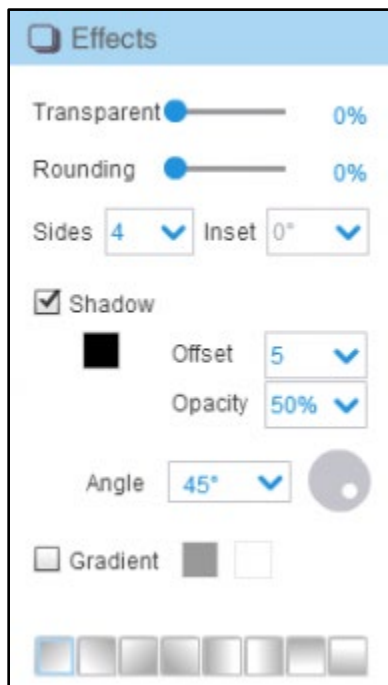 Effects
Transparent 0%
Rounding 0%
Sides 4 Inset 0°
Shadow
Offset 5
Opacity 50%
Angle 45°
Gradient